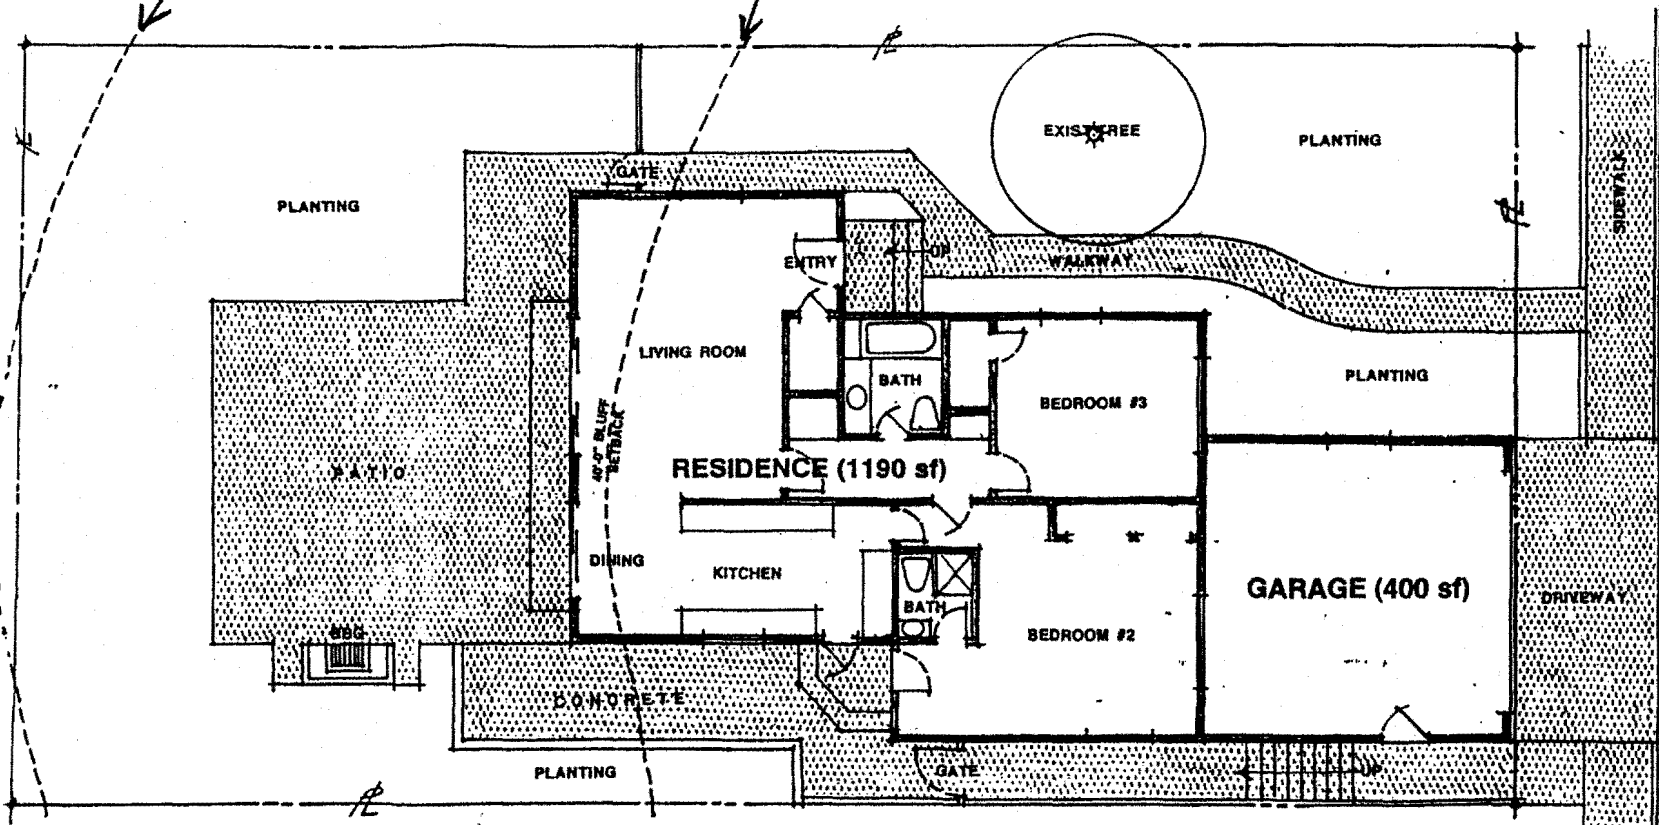 EXIST TREE
PLANTING
SIDEWALK
GATE
PLANTING
UP
ENTRY
WALKWAY
LIVING ROOM
BATH
PLANTING
BEDROOM #3
40'-0" BLUFF
SETBACK
PATIO
RESIDENCE (1190 sf)
DINING
KITCHEN
GARAGE (400 sf)
DRIVEWAY
BATH
BBQ
BEDROOM #2
CONCRETE
PLANTING
GATE
UP